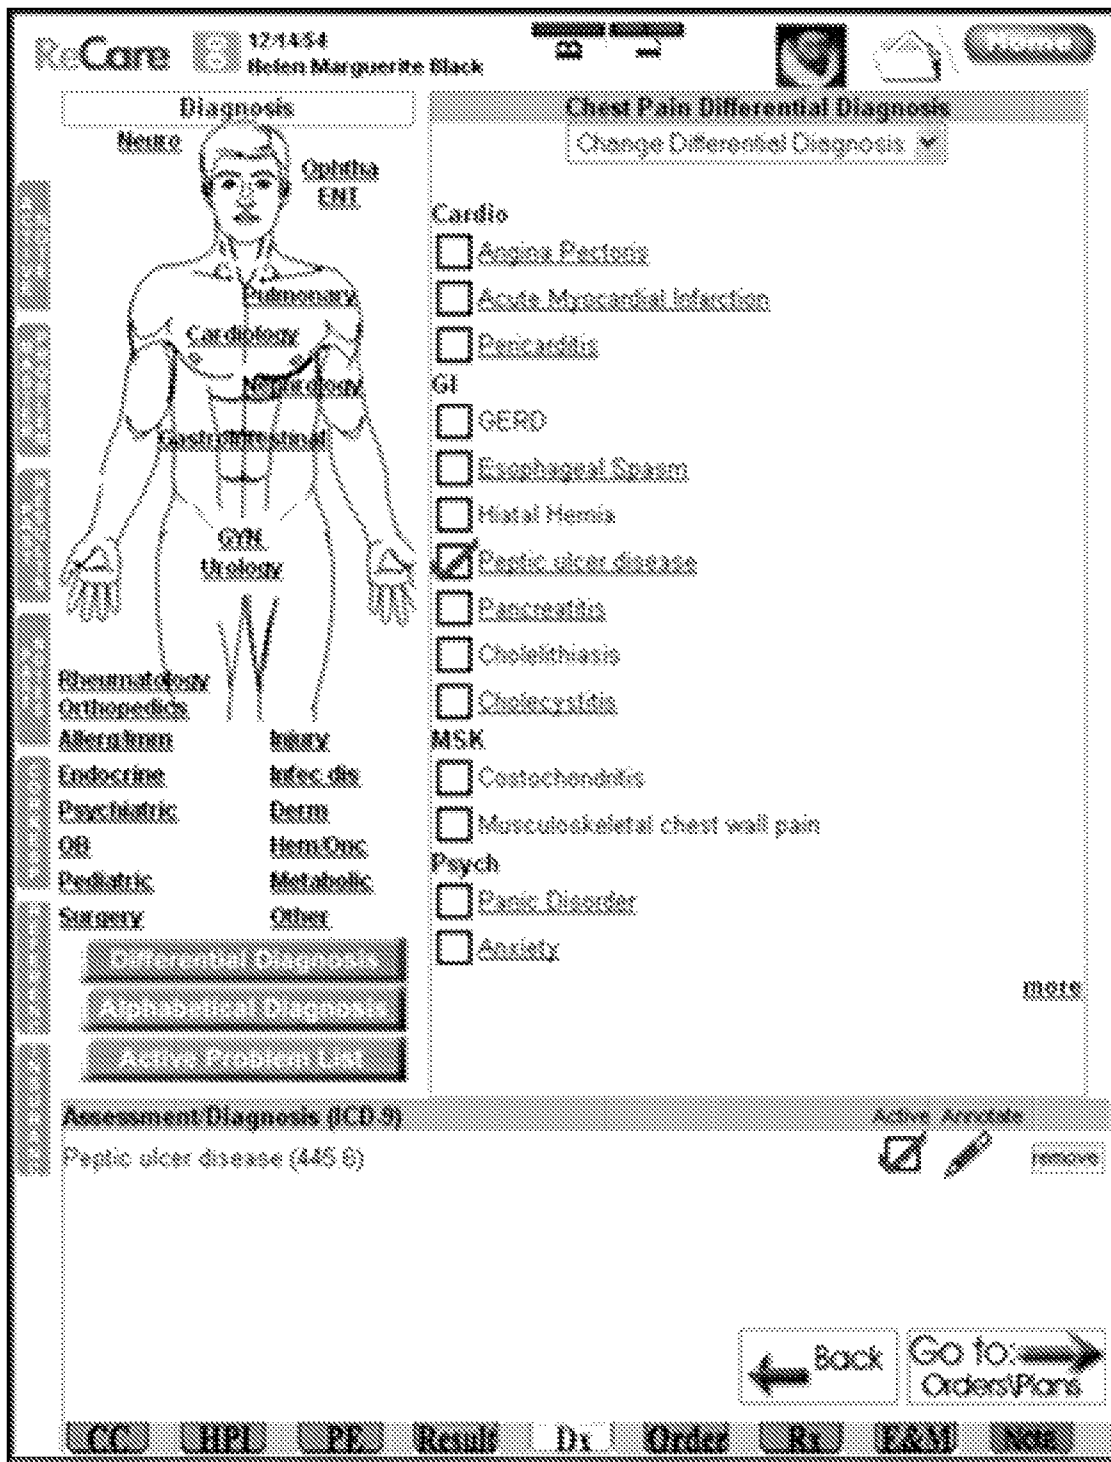 ReCare
12/14/54
Helen Marguerite Black
Home
Diagnosis
Neuro
Ophtha
ENT
Pulmonary
Cardiology
Nephrology
Gastrointestinal
GYN
Urology
Rheumatology
Orthopedics
Allerg/Imm
Injury
Endocrine
Infec dis
Psychiatric
Derm
OB
Hem/Onc
Pediatric
Metabolic
Surgery
Other
Differential Diagnosis
Alphabetical Diagnosis
Active Problem List
Chest Pain Differential Diagnosis
Change Differential Diagnosis
Cardio
Angina Pectoris
Acute Myocardial Infarction
Pericarditis
GI
GERD
Esophageal Spasm
Hiatal Hernia
Peptic ulcer disease
Pancreatitis
Cholelithiasis
Cholecystitis
MSK
Costochondritis
Musculoskeletal chest wall pain
Psych
Panic Disorder
Anxiety
more
Assessment/Diagnosis (ICD 9)
Active Annotate
Peptic ulcer disease (445.6)
remove
Back
Go to:
Orders\Plans
CC HPI PE Result Dx Order Rx E&M Note